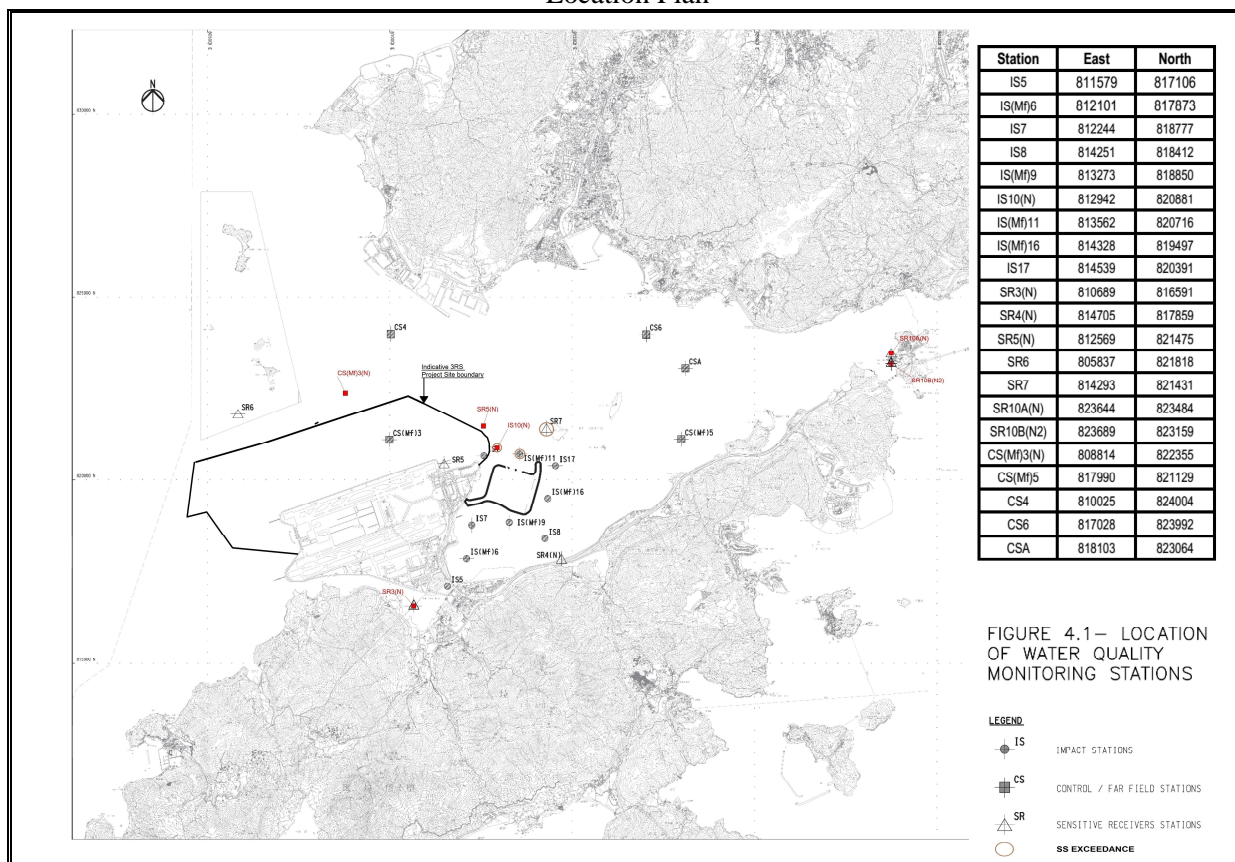 Location Plan
N
830000 N
825000 N
CS4
CS6
CSA
SR10A(N)
SR10B(N2)
CS(Mf)3(N)
Indicative 3RS
Project Site boundary
SR6
SR5(N)
SR7
IS10(N)
CS(Mf)3
CS(Mf)5
IS(Mf)11
IS17
820000 N
SR5
IS(Mf)16
IS7
IS(Mf)9
IS8
IS(Mf)6
SR4(N)
IS5
SR3(N)
Station East North
IS5 811579 817106
IS(Mf)6 812101 817873
IS7 812244 818777
IS8 814251 818412
IS(Mf)9 813273 818850
IS10(N) 812942 820881
IS(Mf)11 813562 820716
IS(Mf)16 814328 819497
IS17 814539 820391
SR3(N) 810689 816591
SR4(N) 814705 817859
SR5(N) 812569 821475
SR6 805837 821818
SR7 814293 821431
SR10A(N) 823644 823484
SR10B(N2) 823689 823159
CS(Mf)3(N) 808814 822355
CS(Mf)5 817990 821129
CS4 810025 824004
CS6 817028 823992
CSA 818103 823064
FIGURE 4.1– LOCATION
OF WATER QUALITY
MONITORING STATIONS
LEGEND
IS IMPACT STATIONS
CS CONTROL / FAR FIELD STATIONS
SR SENSITIVE RECEIVERS STATIONS
SS EXCEEDANCE